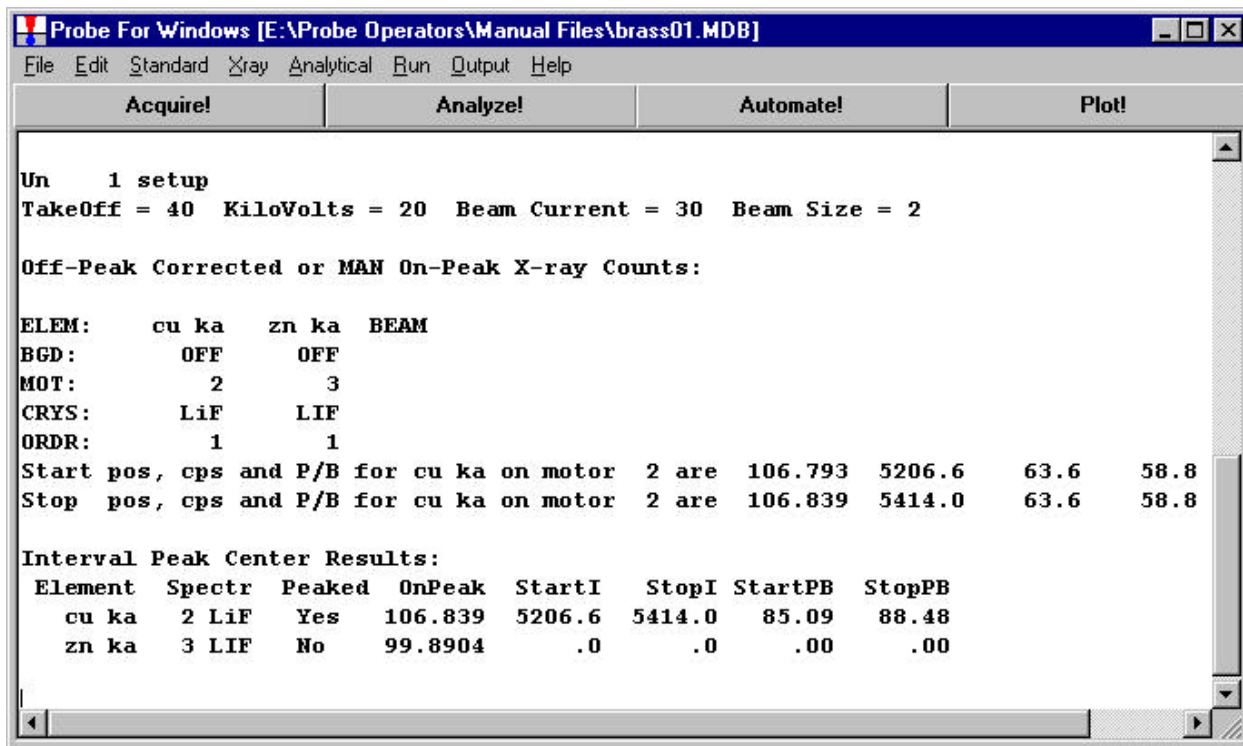 Probe For Windows [E:\Probe Operators\Manual Files\brass01.MDB]
File Edit Standard Xray Analytical Run Output Help
Acquire! Analyze! Automate! Plot!
Un 1 setup
TakeOff = 40 KiloVolts = 20 Beam Current = 30 Beam Size = 2
Off-Peak Corrected or MAN On-Peak X-ray Counts:
ELEM: cu ka zn ka BEAM
BGD: OFF OFF
MOT: 2 3
CRYS: LiF LIF
ORDR: 1 1
Start pos, cps and P/B for cu ka on motor 2 are 106.793 5206.6 63.6 58.8
Stop pos, cps and P/B for cu ka on motor 2 are 106.839 5414.0 63.6 58.8
Interval Peak Center Results:
Element Spectr Peaked OnPeak StartI StopI StartPB StopPB
cu ka 2 LiF Yes 106.839 5206.6 5414.0 85.09 88.48
zn ka 3 LIF No 99.8904 .0 .0 .00 .00